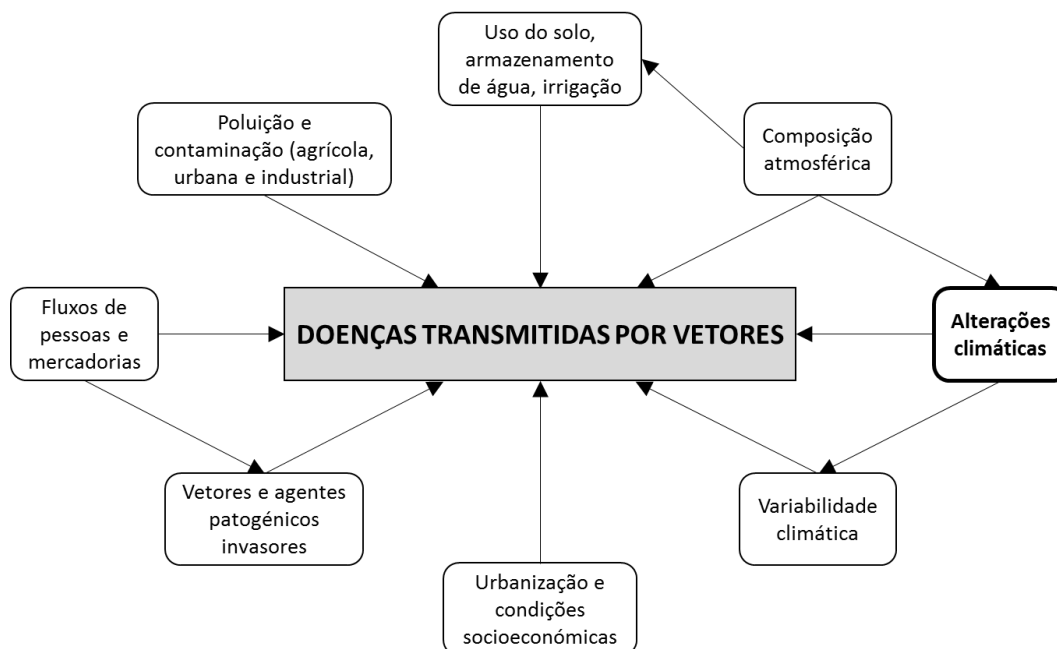 Uso do solo,
armazenamento
de água, irrigação
Poluição e
contaminação (agrícola,
urbana e industrial)
Composição
atmosférica
Fluxos de
pessoas e
mercadorias
DOENÇAS TRANSMITIDAS POR VETORES
Alterações
climáticas
Vetores e agentes
patogénicos
invasores
Variabilidade
climática
Urbanização e
condições
socioeconómicas